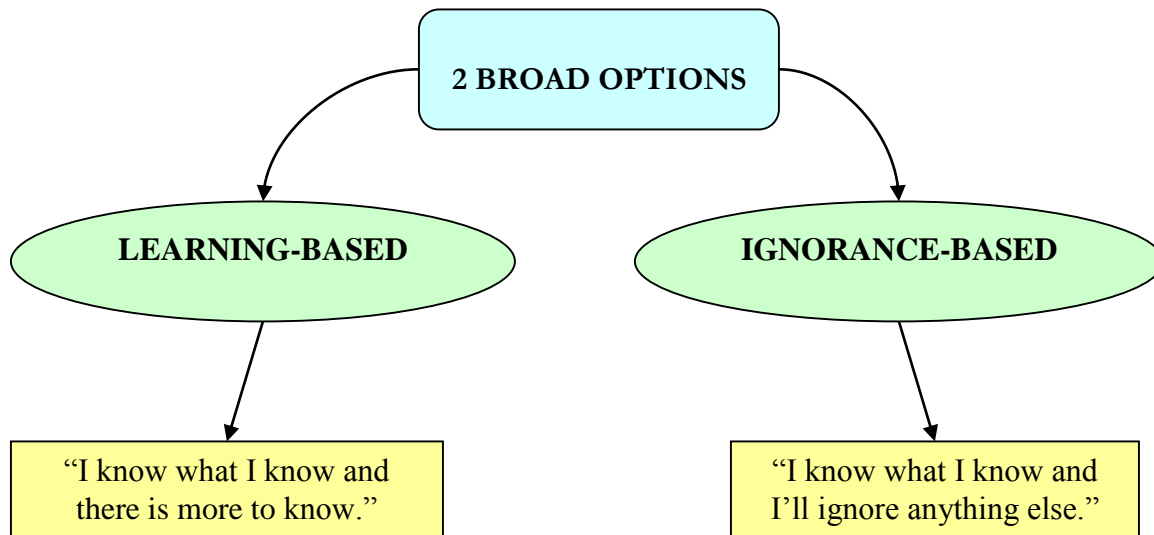 2 BROAD OPTIONS
LEARNING-BASED
IGNORANCE-BASED
“I know what I know and
there is more to know.”
“I know what I know and
I’ll ignore anything else.”